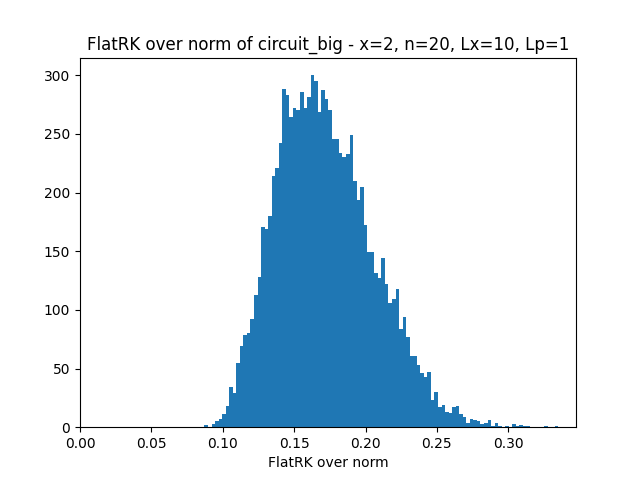 FlatRK over norm of circuit_big - x=2, n=20, Lx=10, Lp=1
300
250
200
150
100
50
0
0.00 0.05 0.10 0.15 0.20 0.25 0.30
FlatRK over norm